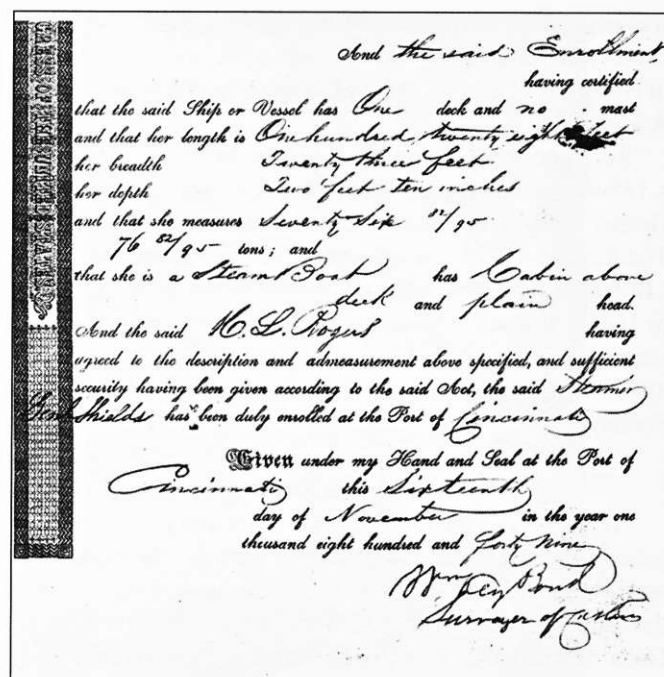 And the said Enrollment,
having certified
that the said Ship or Vessel has One deck and no mast
and that her length is One hundred twenty eight feet
her breadth Twenty three feet
her depth Two feet ten inches
and that she measures Seventy Six 82/95
76 82/95 tons; and
that she is a Steam Boat has Cabin above
deck and plain head.
And the said H. L. Rogers having
agreed to the description and admeasurement above specified, and sufficient
security having been given according to the said Act, the said Steamer
Genl Shields has been duly enrolled at the Port of Cincinnati
Given under my Hand and Seal at the Port of
Cincinnati this Sixteenth
day of November in the year one
thousand eight hundred and forty nine
Wm Bond
Surveyor of Customs